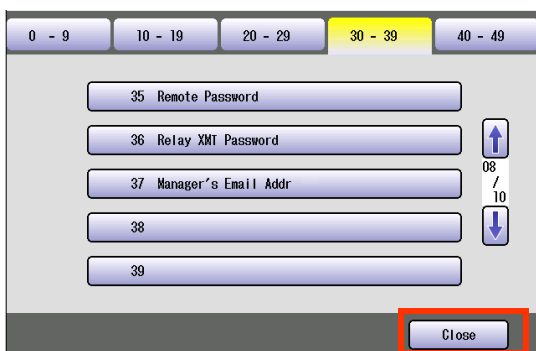 0 - 9 10 - 19 20 - 29 30 - 39 40 - 49
35 Remote Password
36 Relay XMT Password
37 Manager's Email Addr
38
39
08
/
10
Close